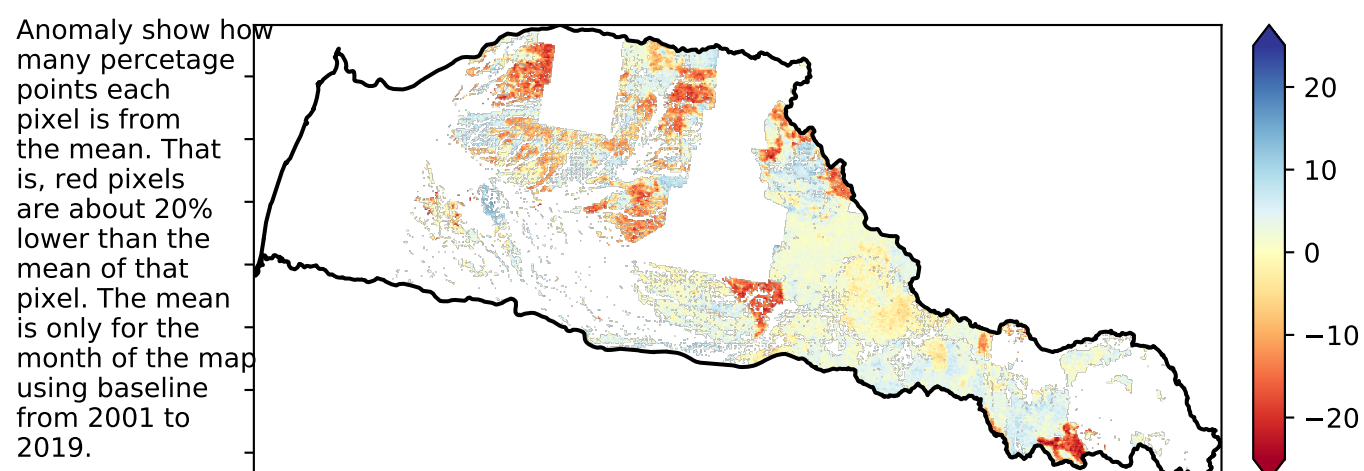 Anomaly show how
many percetage
points each
pixel is from
the mean. That
is, red pixels
are about 20%
lower than the
mean of that
pixel. The mean
is only for the
month of the map
using baseline
from 2001 to
2019.
20
10
0
−10
−20